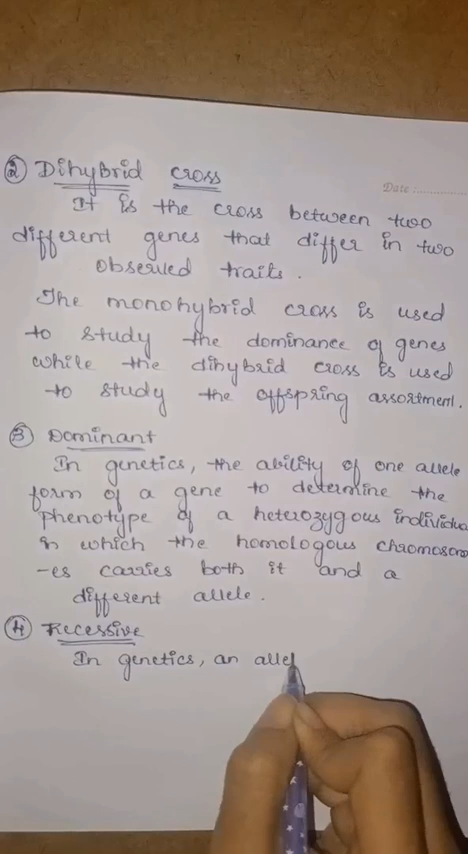 ② Dihybrid cross
Date :
It is the cross between two
different genes that differ in two
observed traits.
The monohybrid cross is used
to study the dominance of genes
while the dihybrid cross is used
to study the offspring assortment.
③ Dominant
In genetics, the ability of one allele
form of a gene to determine the
phenotype of a heterozygous individua
in which the homologous chromosom
-es carries both it and a
different allele.
④ Recessive
In genetics, an allel